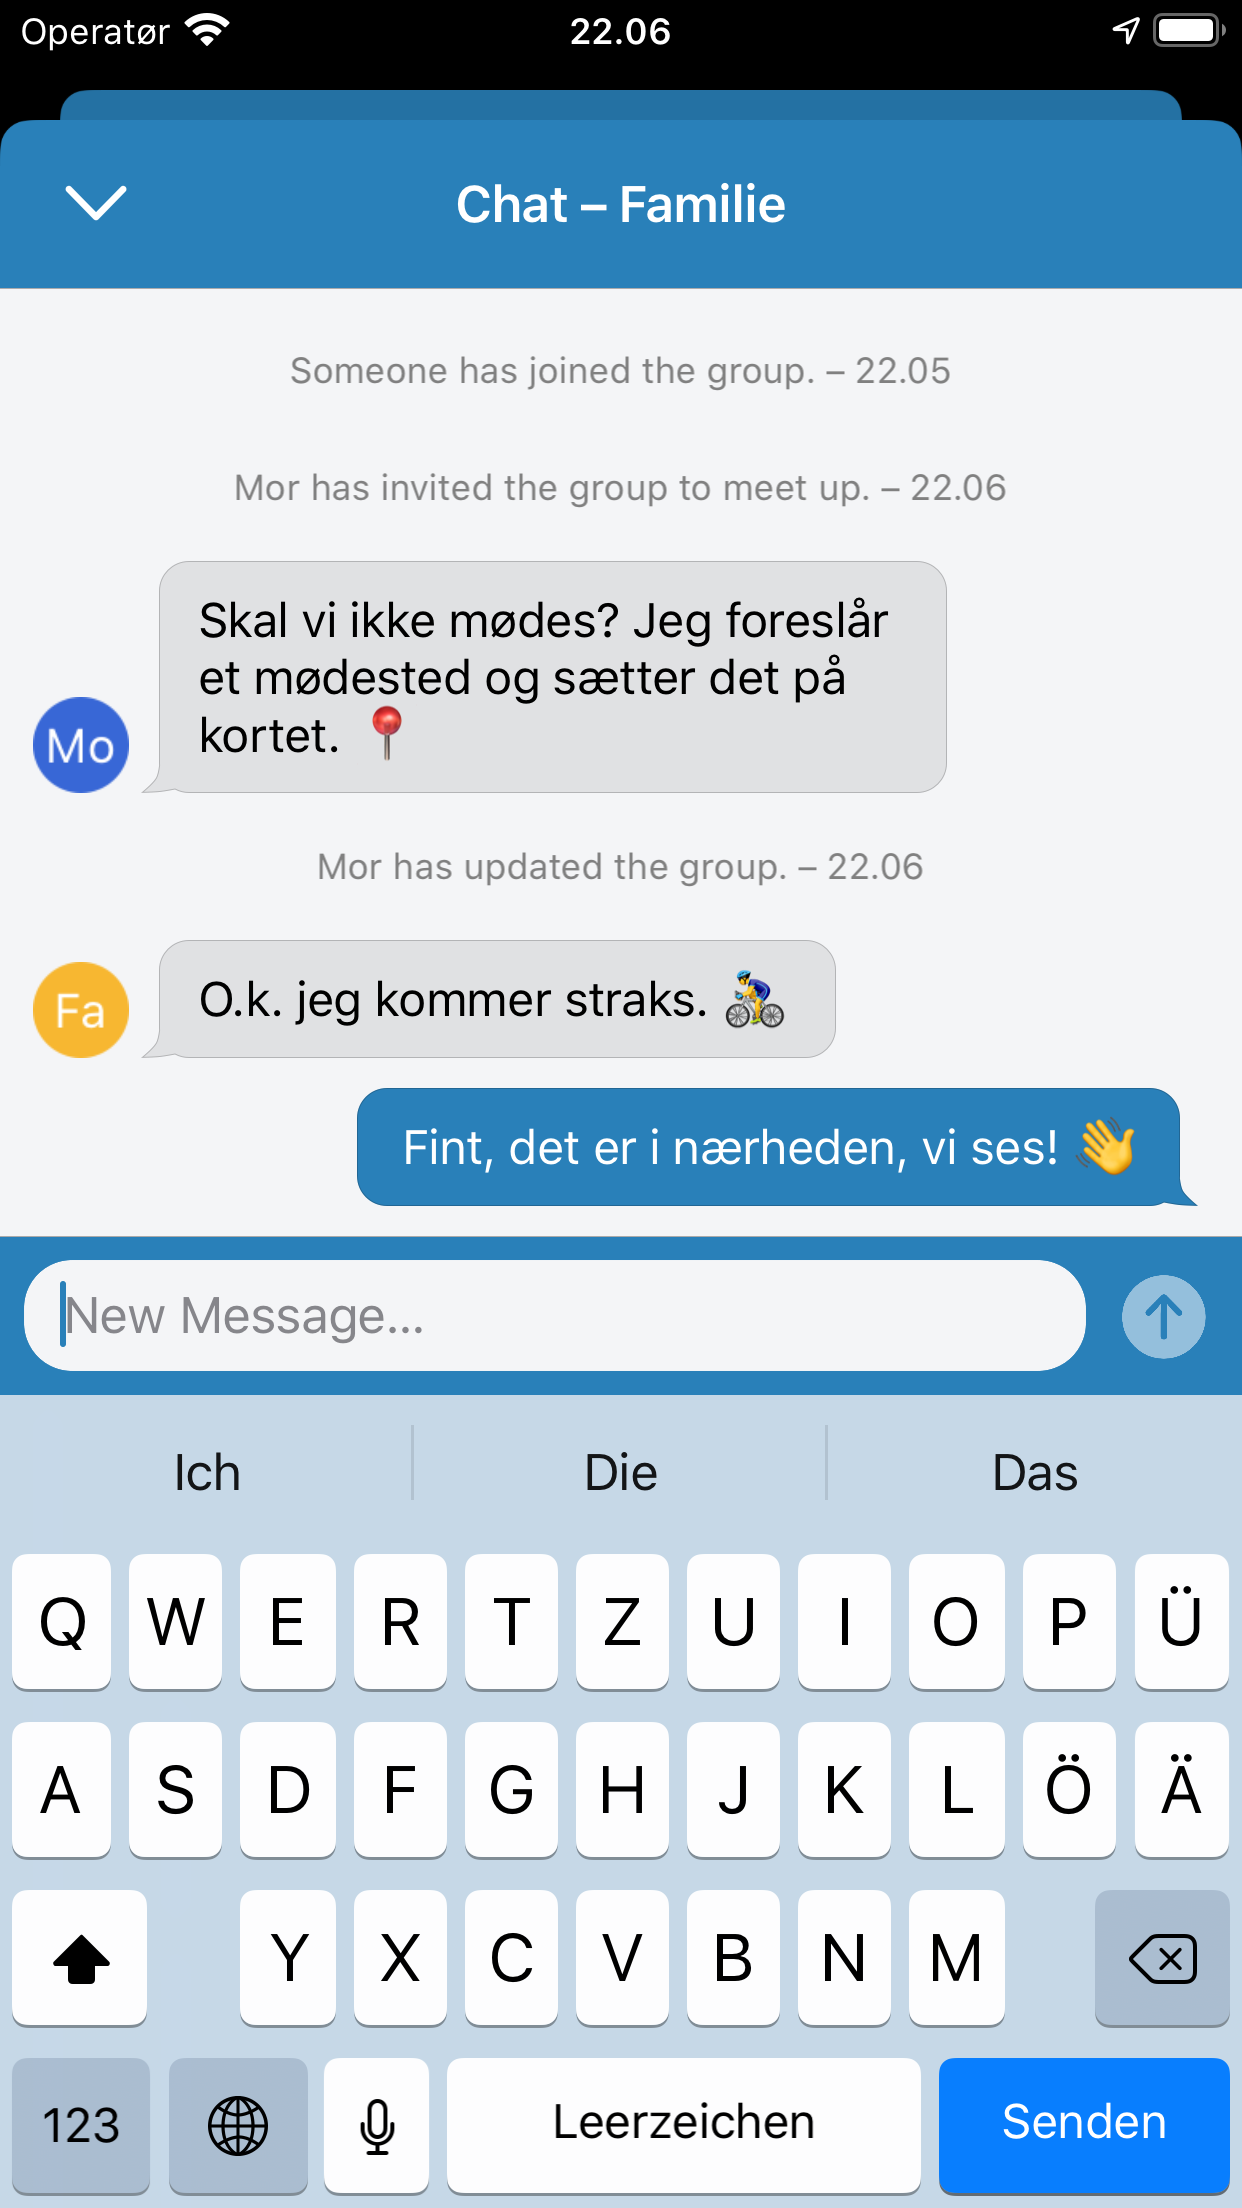 Operatør 22.06
Chat – Familie
Someone has joined the group. – 22.05
Mor has invited the group to meet up. – 22.06
Skal vi ikke mødes? Jeg foreslår
et mødested og sætter det på
kortet. 📍
Mo
Mor has updated the group. – 22.06
Fa
O.k. jeg kommer straks. 🚴
Fint, det er i nærheden, vi ses! 👋
New Message...
Ich Die Das
Q W E R T Z U I O P Ü
A S D F G H J K L Ö Ä
Y X C V B N M
123 Leerzeichen Senden